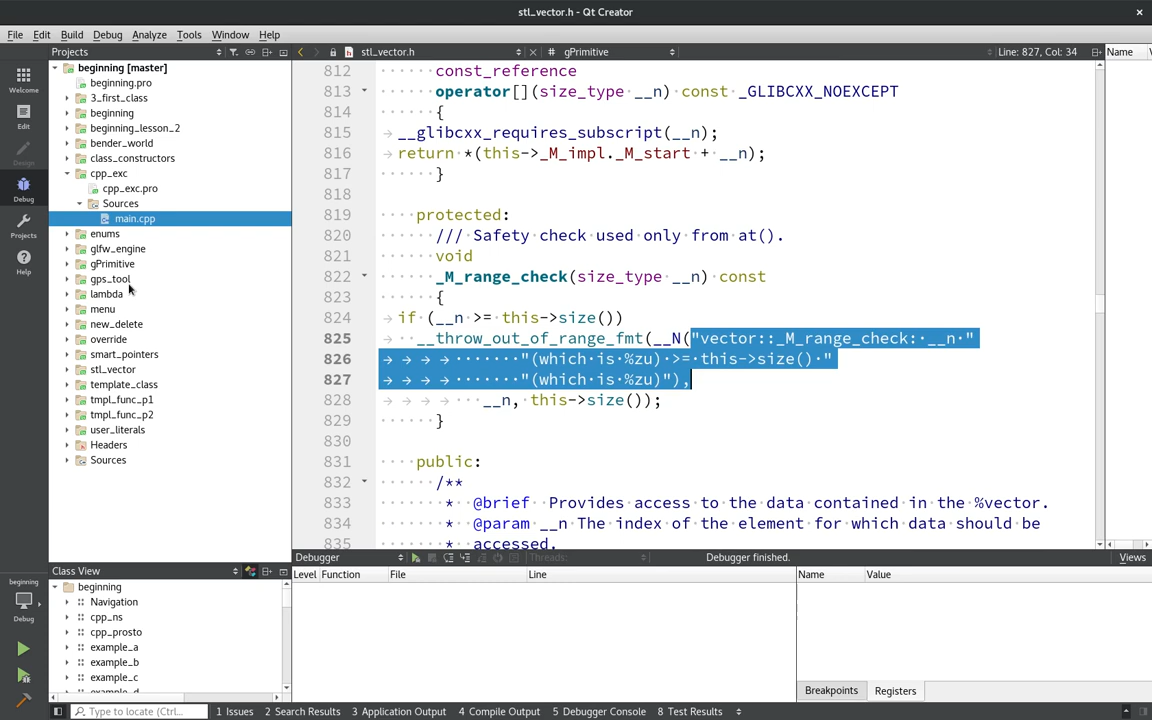 stl_vector.h - Qt Creator
File Edit Build Debug Analyze Tools Window Help
Projects
stl_vector.h # gPrimitive Line: 827, Col: 34 Name
Welcome
Edit
Design
Debug
Projects
Help
beginning [master]
beginning.pro
3_first_class
beginning
beginning_lesson_2
bender_world
class_constructors
cpp_exc
cpp_exc.pro
Sources
main.cpp
enums
glfw_engine
gPrimitive
gps_tool
lambda
menu
new_delete
override
smart_pointers
stl_vector
template_class
tmpl_func_p1
tmpl_func_p2
user_literals
Headers
Sources
812 const_reference
813 operator[](size_type __n) const _GLIBCXX_NOEXCEPT
814 {
815 __glibcxx_requires_subscript(__n);
816 return *(this->_M_impl._M_start + __n);
817 }
818
819 protected:
820 /// Safety check used only from at().
821 void
822 _M_range_check(size_type __n) const
823 {
824 if (__n >= this->size())
825 __throw_out_of_range_fmt(__N("vector::_M_range_check: __n "
826 "(which is %zu) >= this->size() "
827 "(which is %zu)"),
828 __n, this->size());
829 }
830
831 public:
832 /**
833 * @brief Provides access to the data contained in the %vector.
834 * @param __n The index of the element for which data should be
835 * accessed.
Debugger Threads: Debugger finished. Views
Level Function File Line Name Value
Class View
beginning
Navigation
cpp_ns
cpp_prosto
example_a
example_b
example_c
example_d
beginning
Debug
Breakpoints Registers
Type to locate (Ctrl... 1 Issues 2 Search Results 3 Application Output 4 Compile Output 5 Debugger Console 8 Test Results